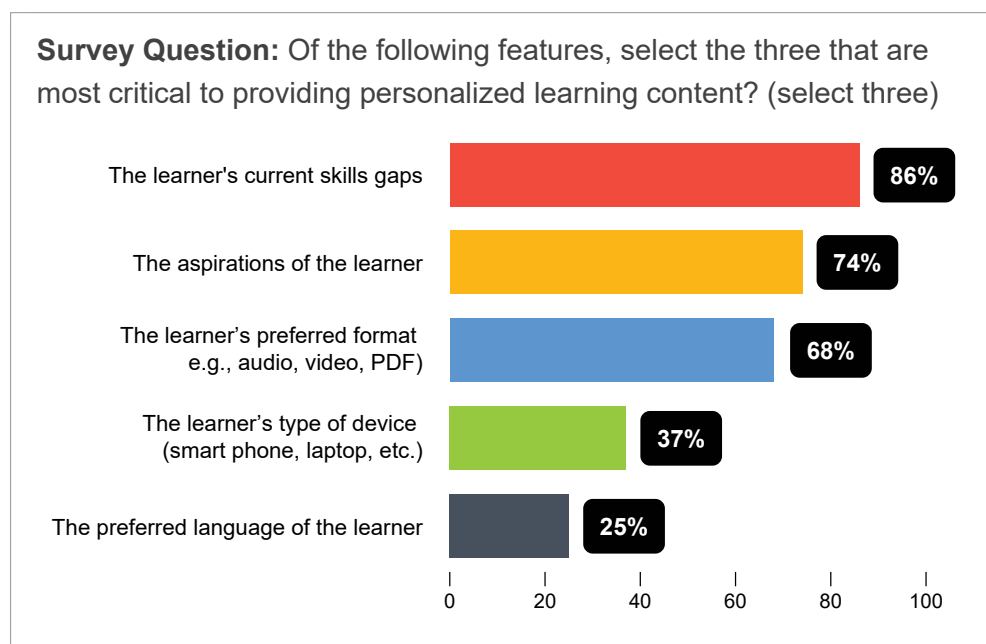 Survey Question: Of the following features, select the three that are
most critical to providing personalized learning content? (select three)
The learner's current skills gaps
86%
The aspirations of the learner
74%
The learner’s preferred format
e.g., audio, video, PDF)
68%
The learner’s type of device
(smart phone, laptop, etc.)
37%
The preferred language of the learner
25%
0 20 40 60 80 100